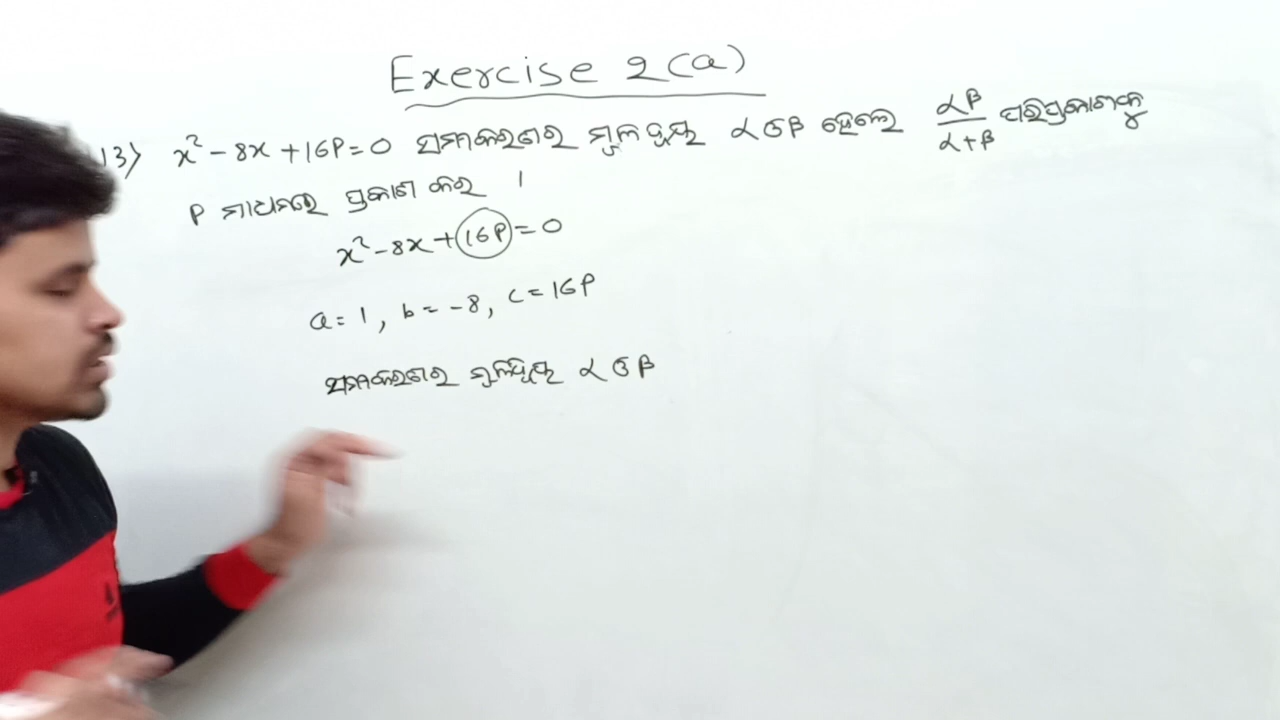 Exercise 2(a)
13) x² - 8x + 16P = 0 ସମୀକରଣର ମୂଳ ଦ୍ୱୟ α ଓ β ହେଲେ αβ/α+β ପରିପ୍ରକାଶକୁ
P ମାଧ୍ୟମରେ ପ୍ରକାଶ କର ।
x² - 8x + 16P = 0
a = 1, b = -8, c = 16P
ସମୀକରଣର ମୂଳଦ୍ୱୟ α ଓ β